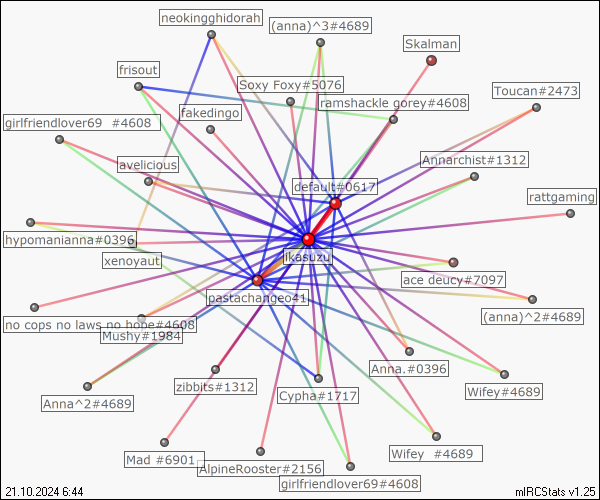 neokingghidorah
(anna)^3#4689
Skalman
frisout
Soxy Foxy#5076
Toucan#2473
ramshackle gorey#4608
fakedingo
girlfriendlover69 #4608
Annarchist#1312
avelicious
default#0617
rattgaming
hypomanianna#0396
ikasuzu
xenoyaut
ace deucy#7097
pastachangeo41
(anna)^2#4689
no cops no laws no hope#4608
Mushy#1984
Anna.#0396
zibbits#1312
Cypha#1717
Wifey#4689
Anna^2#4689
Wifey #4689
Mad #6901
AlpineRooster#2156
girlfriendlover69#4608
21.10.2024 6:44
mIRCStats v1.25